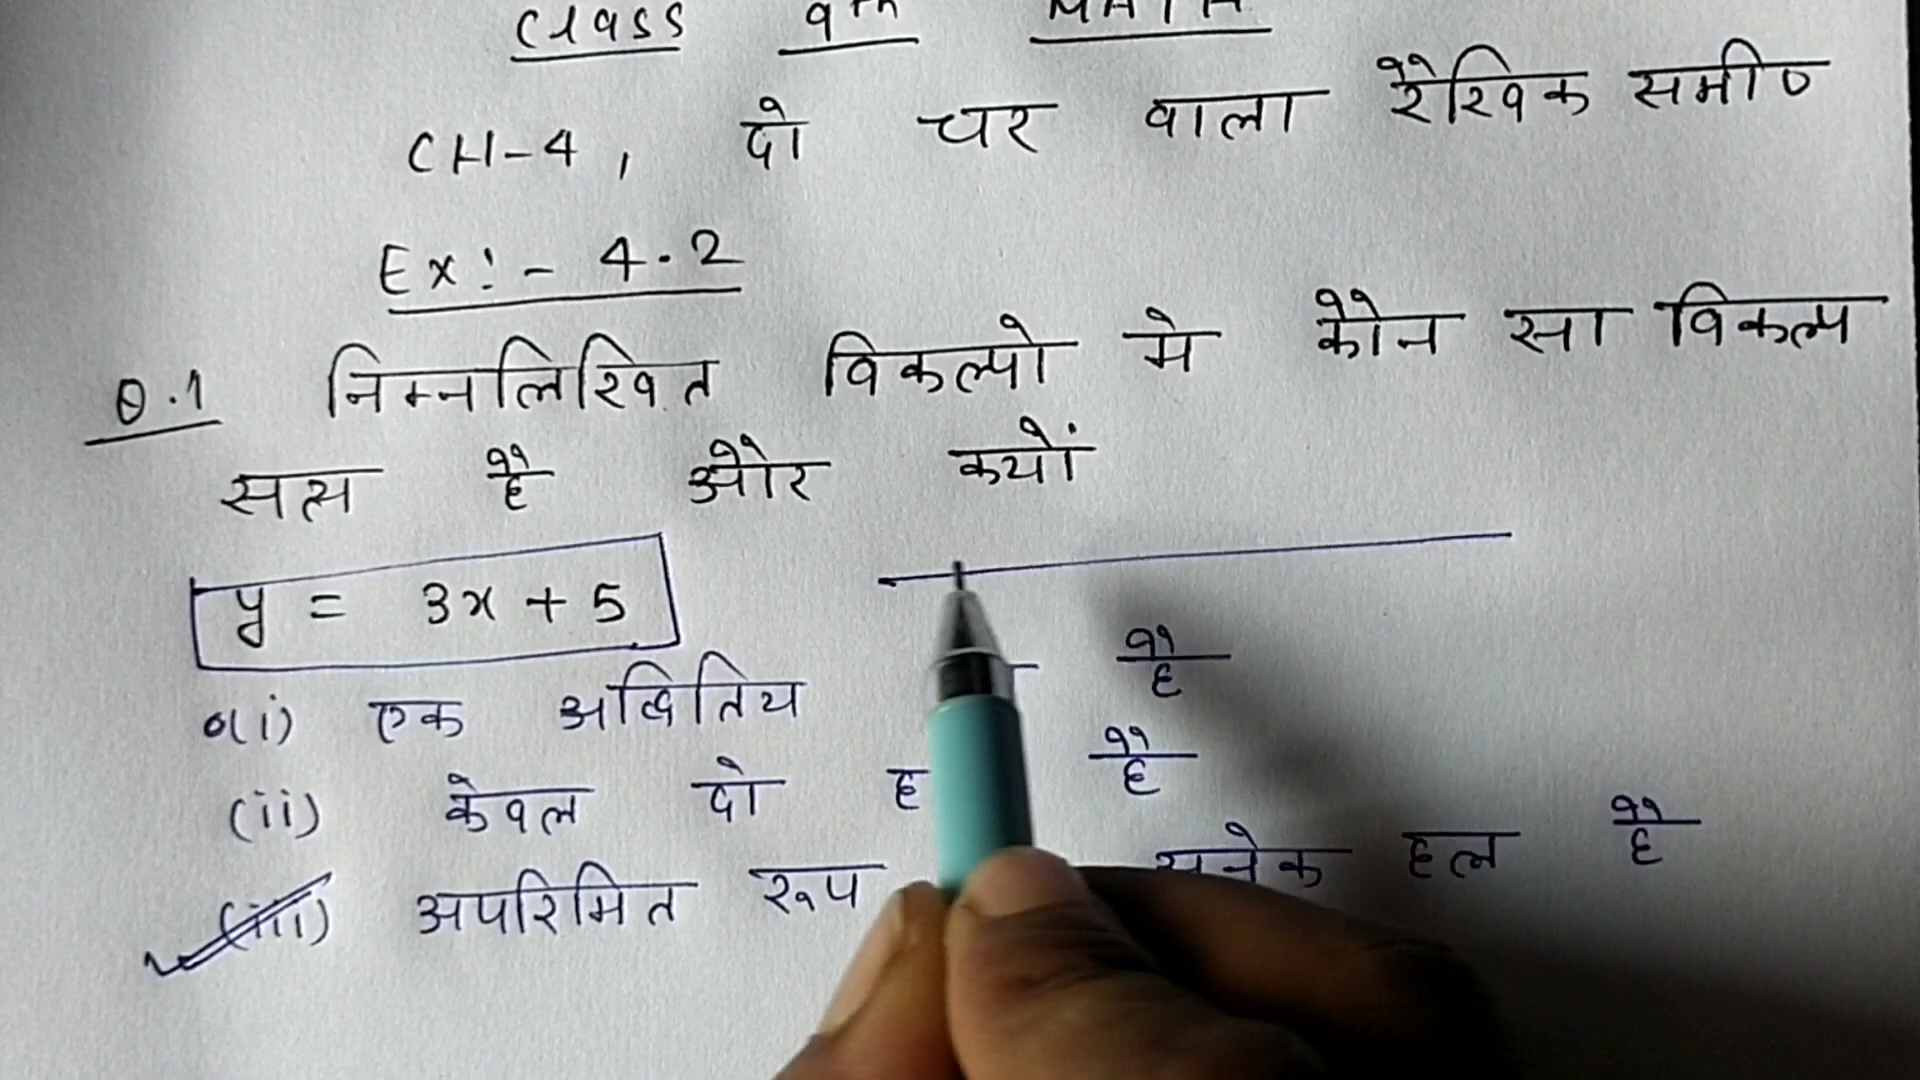 Class 9th MATH
CH-4, दो चर वाला रैखिक समी०
Ex:- 4.2
Q.1 निम्नलिखित विकल्पो मे कौन सा विकल्प
सत्य है और क्यों
y = 3x + 5
(i) एक अद्वितिय है
(ii) केवल दो है
(iii) अपरिमित रूप अनेक हल है